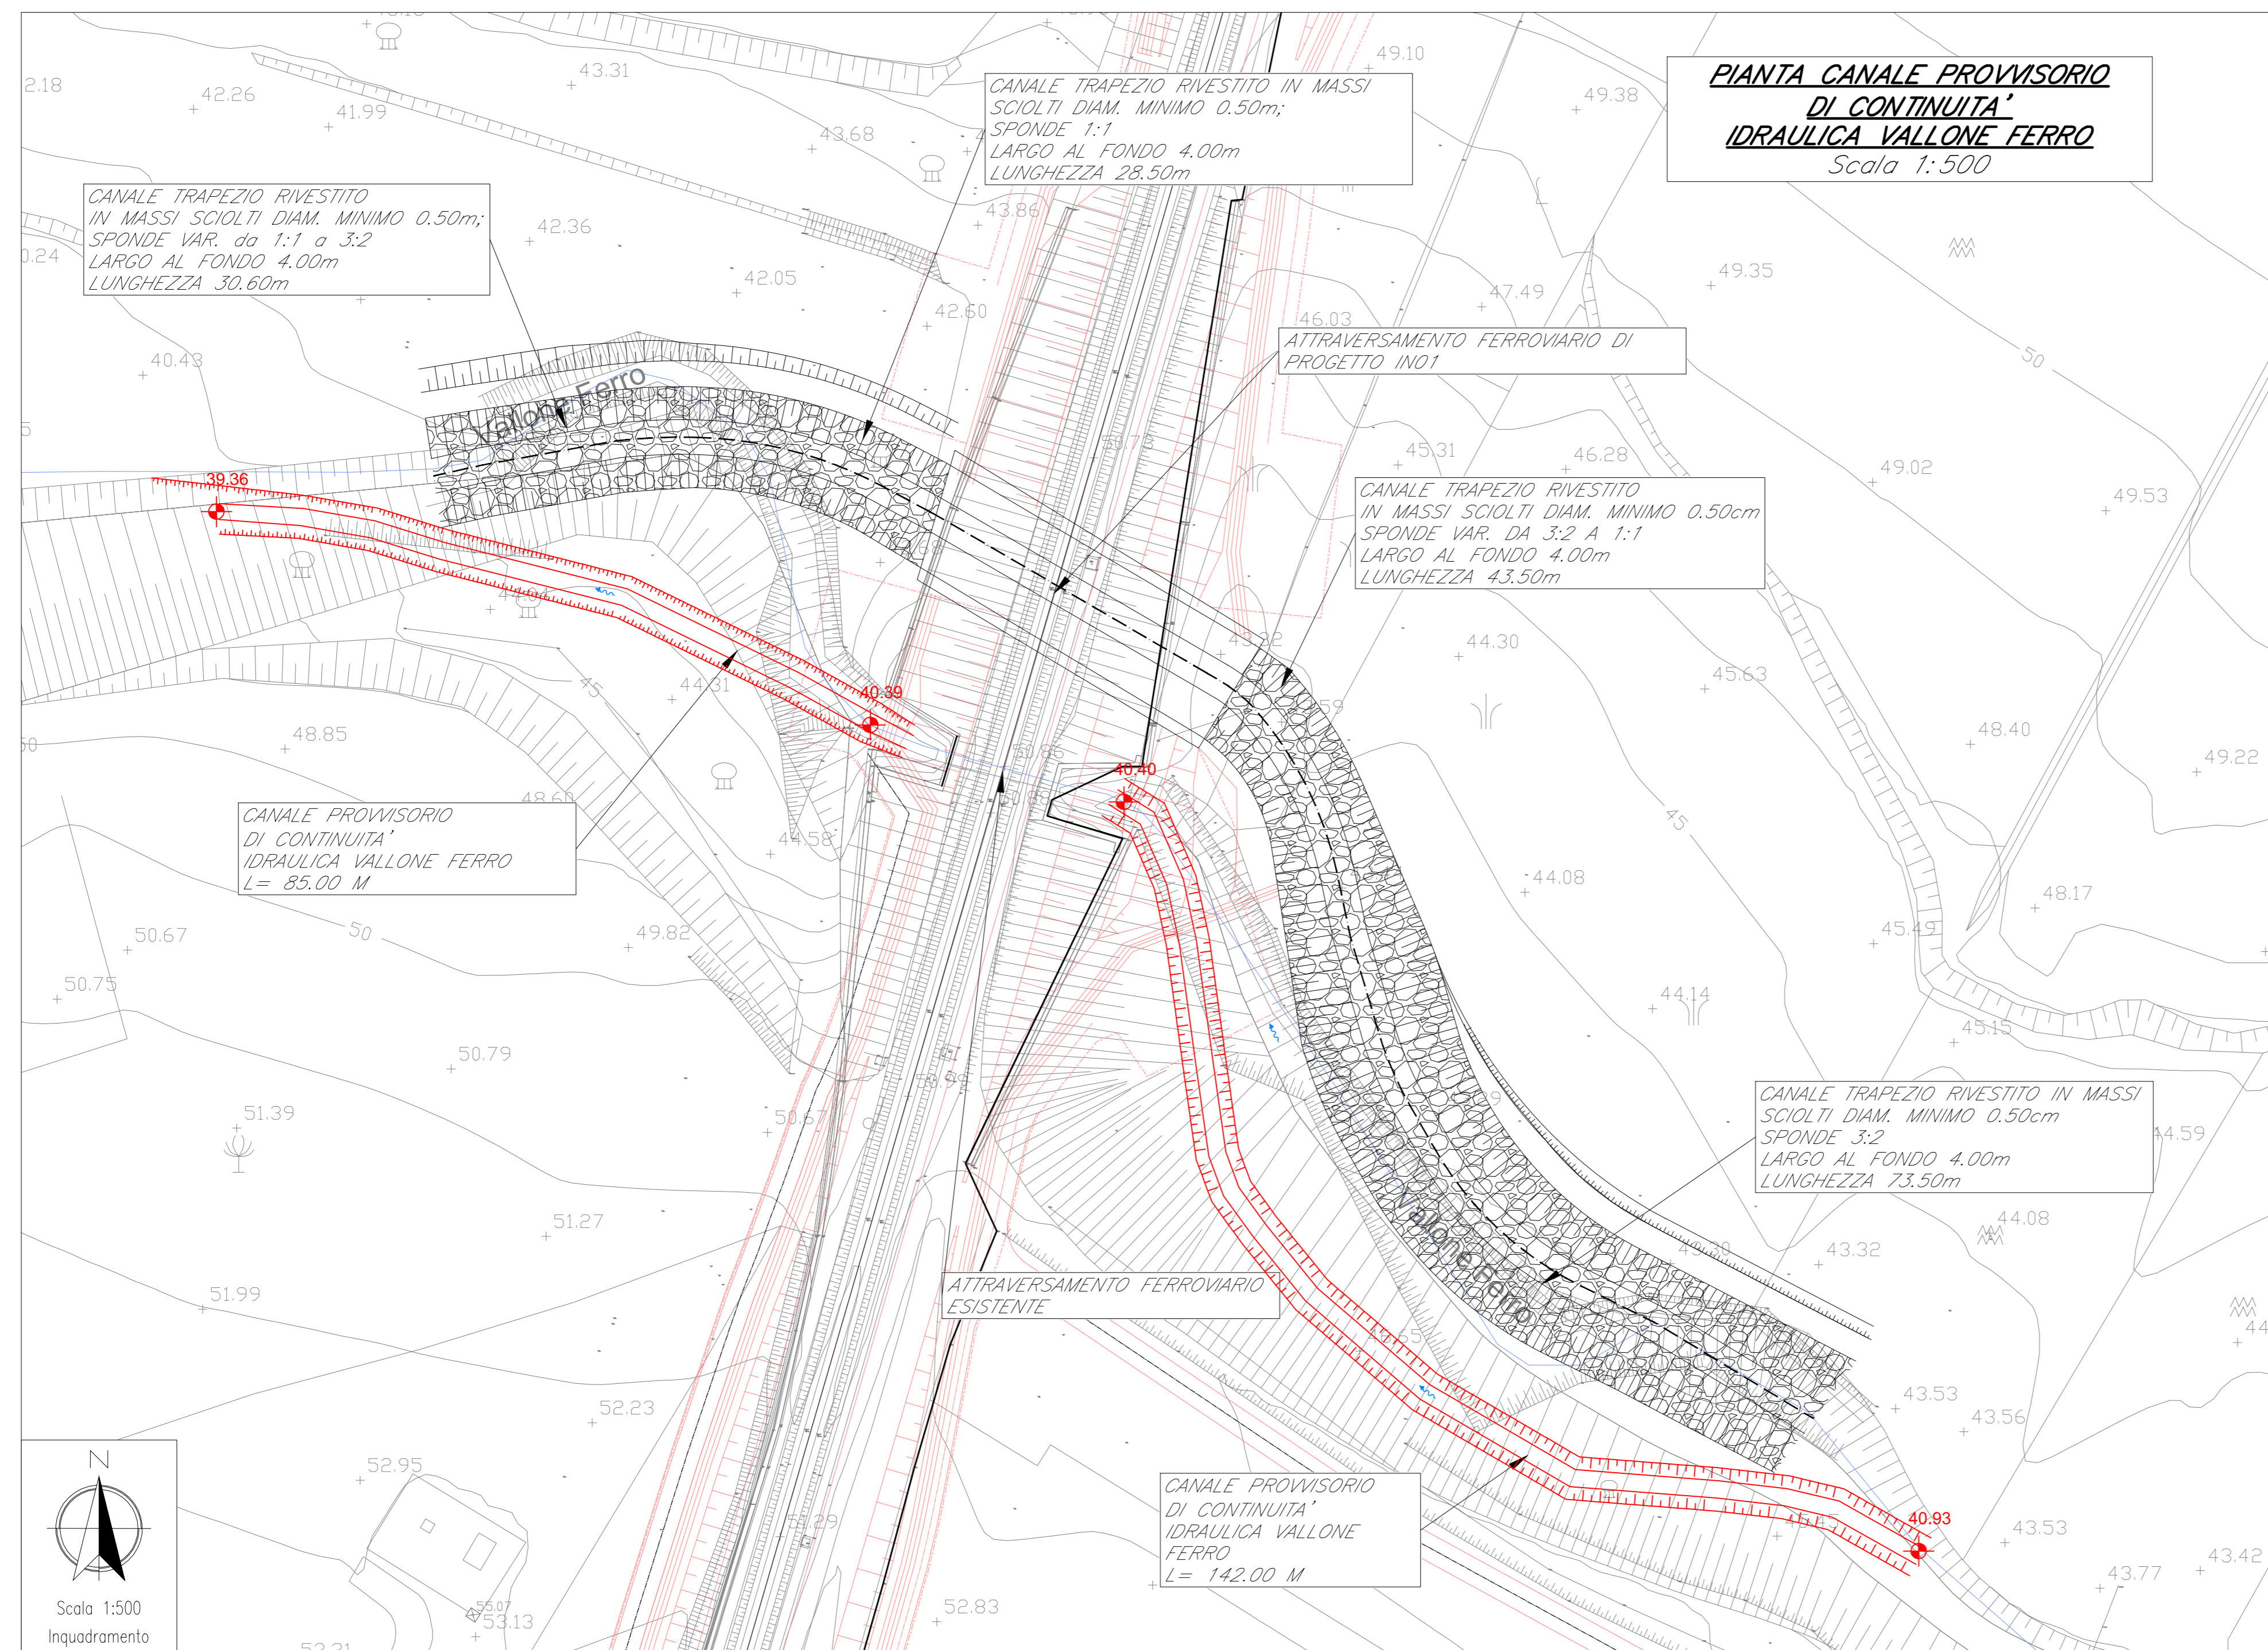 PIANTA CANALE PROVVISORIO
DI CONTINUITA'
IDRAULICA VALLONE FERRO
Scala 1:500
CANALE TRAPEZIO RIVESTITO IN MASSI
SCIOLTI DIAM. MINIMO 0.50m;
SPONDE 1:1
LARGO AL FONDO 4.00m
LUNGHEZZA 28.50m
CANALE TRAPEZIO RIVESTITO
IN MASSI SCIOLTI DIAM. MINIMO 0.50m;
SPONDE VAR. da 1:1 a 3:2
LARGO AL FONDO 4.00m
LUNGHEZZA 30.60m
ATTRAVERSAMENTO FERROVIARIO DI
PROGETTO IN01
CANALE TRAPEZIO RIVESTITO
IN MASSI SCIOLTI DIAM. MINIMO 0.50cm
SPONDE VAR. DA 3:2 A 1:1
LARGO AL FONDO 4.00m
LUNGHEZZA 43.50m
CANALE PROVVISORIO
DI CONTINUITA'
IDRAULICA VALLONE FERRO
L= 85.00 M
CANALE TRAPEZIO RIVESTITO IN MASSI
SCIOLTI DIAM. MINIMO 0.50cm
SPONDE 3:2
LARGO AL FONDO 4.00m
LUNGHEZZA 73.50m
ATTRAVERSAMENTO FERROVIARIO
ESISTENTE
CANALE PROVVISORIO
DI CONTINUITA'
IDRAULICA VALLONE
FERRO
L= 142.00 M
Vallone Ferro
Vallone Ferro
39.36
40.39
40.40
40.93
43.31
42.26
41.99
43.68
49.10
49.38
43.86
42.36
42.05
42.60
40.43
47.49
49.35
46.03
50
45.31
46.28
49.02
49.53
50.73
44.30
45.63
48.40
49.22
45
44.31
48.85
48.60
44.58
50.86
45
44.08
48.17
45.49
50.67
50
49.82
50.75
44.14
45.15
50.79
51.39
50.67
51.27
44.08
43.32
51.99
52.23
43.53
43.56
52.95
51.29
43.53
43.77
43.42
55.07
53.13
52.83
N
Scala 1:500
Inquadramento